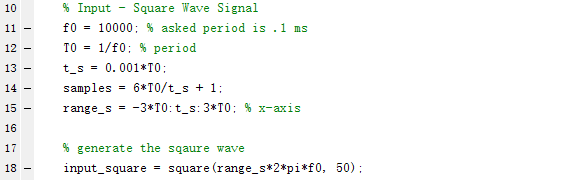 10 % Input - Square Wave Signal
11 - f0 = 10000; % asked period is .1 ms
12 - T0 = 1/f0; % period
13 - t_s = 0.001*T0;
14 - samples = 6*T0/t_s + 1;
15 - range_s = -3*T0:t_s:3*T0; % x-axis
16
17 % generate the sqaure wave
18 - input_square = square(range_s*2*pi*f0, 50);